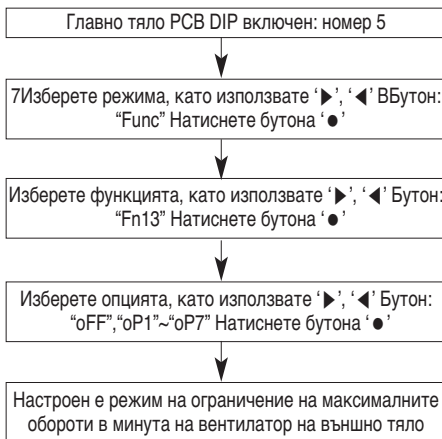 Главно тяло PCB DIP включен: номер 5
7Изберете режима, като използвате ‘▶’, ‘◀’ ВБутон:
“Func” Натиснете бутона ‘●’
Изберете функцията, като използвате ‘▶’, ‘◀’ Бутон:
“Fn13” Натиснете бутона ‘●’
Изберете опцията, като използвате ‘▶’, ‘◀’ Бутон:
“oFF”,“oP1”~“oP7” Натиснете бутона ‘●’
Настроен е режим на ограничение на максималните
обороти в минута на вентилатор на външно тяло